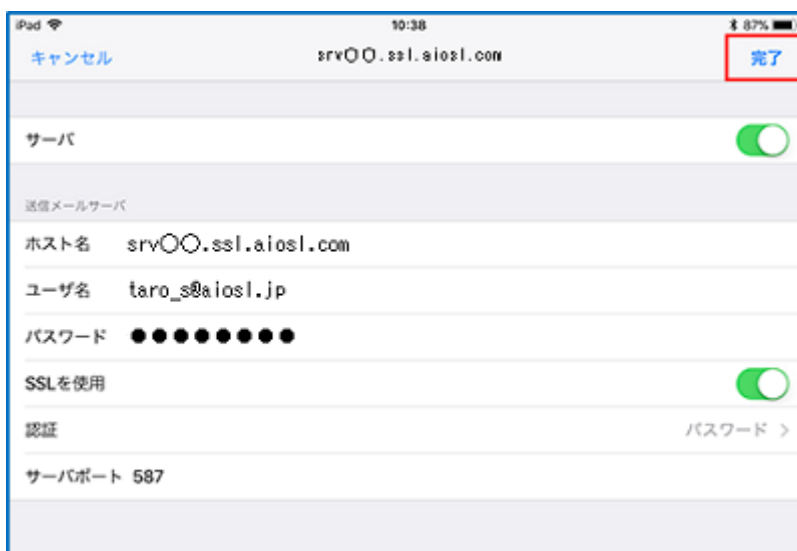 iPad 10:38 87%
キャンセル srv〇〇.ssl.aiosl.com 完了
サーバ
送信メールサーバ
ホスト名 srv〇〇.ssl.aiosl.com
ユーザ名 taro_s@aiosl.jp
パスワード ●●●●●●●●
SSLを使用
認証 パスワード >
サーバポート 587